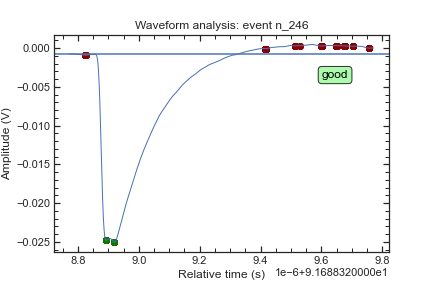 Waveform analysis: event n_246
0.000
−0.005
−0.010
−0.015
−0.020
−0.025
Amplitude (V)
good
8.8 9.0 9.2 9.4 9.6 9.8
Relative time (s) 1e-6+9.1688320000e1